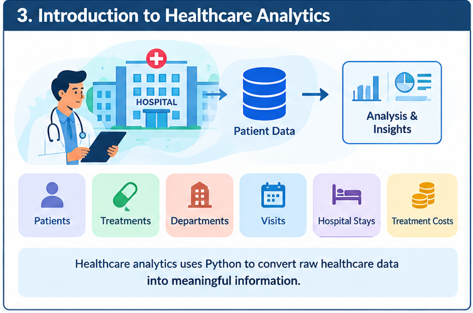 3. Introduction to Healthcare Analytics
HOSPITAL
Patient Data
Analysis &
Insights
Patients
Treatments
Departments
Visits
Hospital Stays
Treatment Costs
Healthcare analytics uses Python to convert raw healthcare data
into meaningful information.